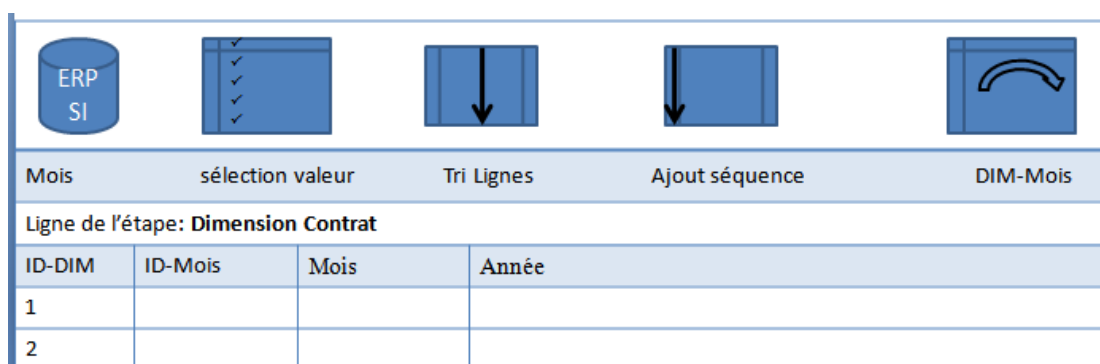 ERP
SI
Mois sélection valeur Tri Lignes Ajout séquence DIM-Mois
Ligne de l'étape: Dimension Contrat
ID-DIM ID-Mois Mois Année
1
2